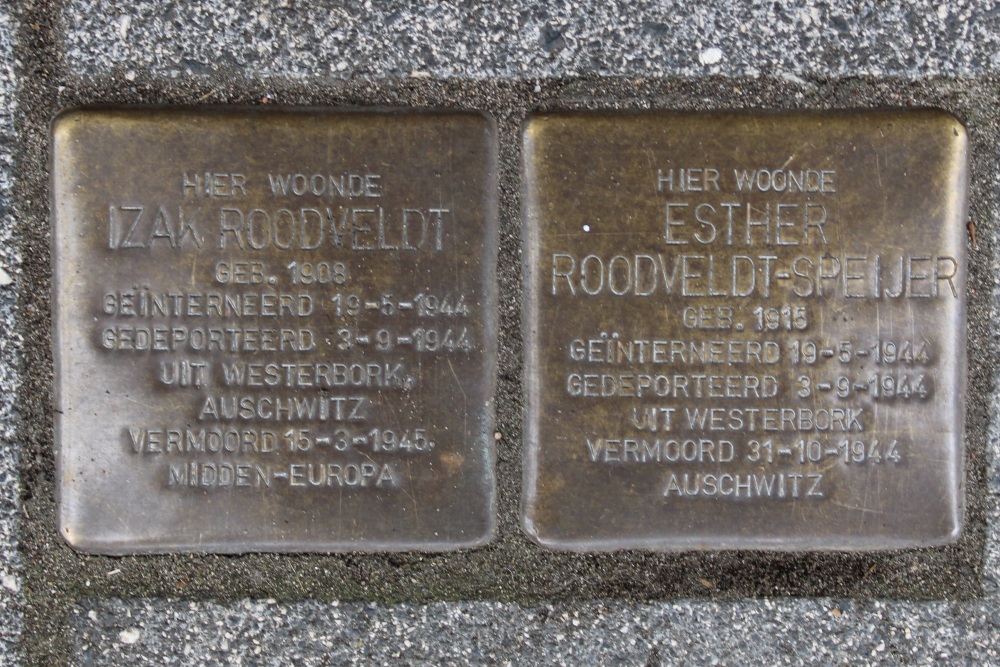 HIER WOONDE
IZAK ROODVELDT
GEB. 1908
GEÏNTERNEERD 19-5-1944
GEDEPORTEERD 3-9-1944
UIT WESTERBORK,
AUSCHWITZ
VERMOORD 15-3-1945
MIDDEN-EUROPA
HIER WOONDE
ESTHER
ROODVELDT-SPEIJER
GEB. 1915
GEÏNTERNEERD 19-5-1944
GEDEPORTEERD 3-9-1944
UIT WESTERBORK
VERMOORD 31-10-1944
AUSCHWITZ